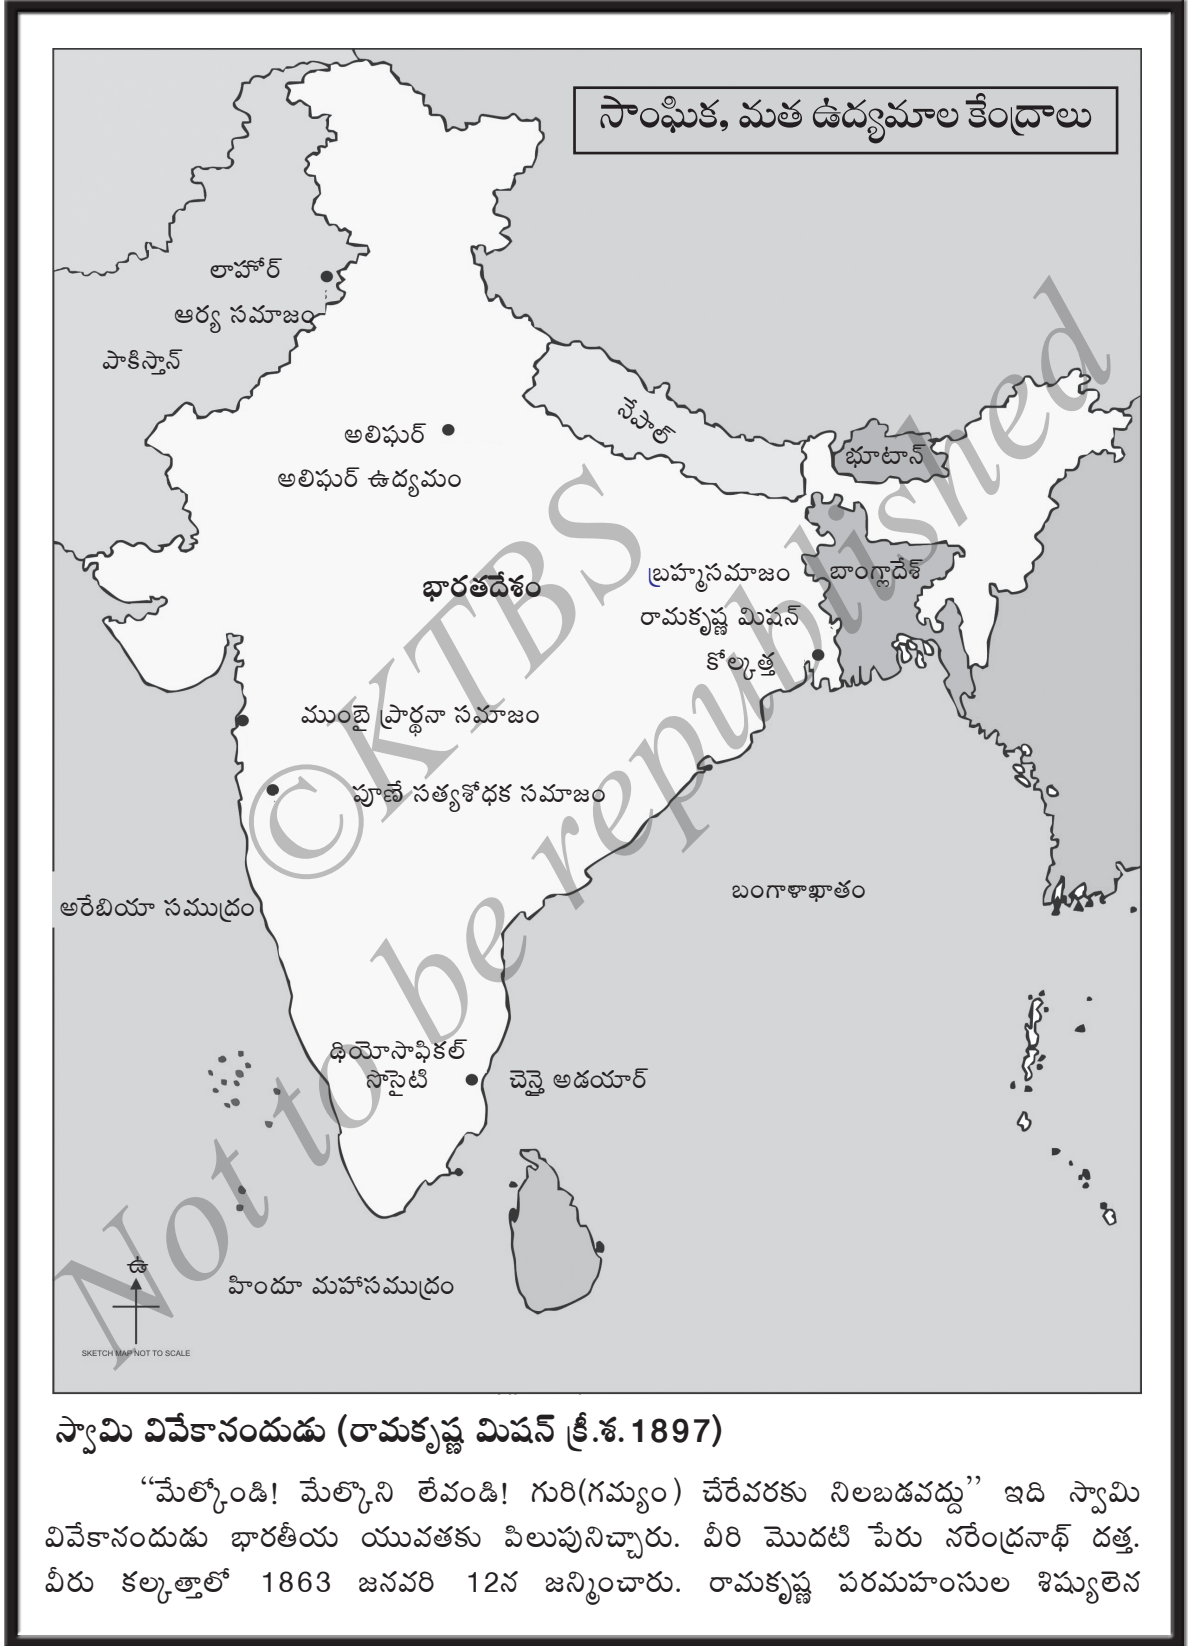 సాంఘిక, మత ఉద్యమాల కేంద్రాలు
లాహోర్
ఆర్య సమాజం
పాకిస్తాన్
నేపాల్
అలిఘర్
భూటాన్
అలిఘర్ ఉద్యమం
భారతదేశం
బ్రహ్మసమాజం
బాంగ్లాదేశ్
రామకృష్ణ మిషన్
కోల్కత్త
ముంబై ప్రార్థనా సమాజం
పూణే సత్యశోధక సమాజం
బంగాళాఖాతం
అరేబియా సముద్రం
థియోసాఫికల్
సొసైటి
చెన్నై అడయార్
ఉ
హిందూ మహాసముద్రం
SKETCH MAP NOT TO SCALE
©KTBS
Not to be republished
స్వామి వివేకానందుడు (రామకృష్ణ మిషన్ క్రీ.శ.1897)
“మేల్కోండి! మేల్కొని లేవండి! గురి(గమ్యం) చేరేవరకు నిలబడవద్దు” ఇది స్వామి
వివేకానందుడు భారతీయ యువతకు పిలుపునిచ్చారు. వీరి మొదటి పేరు నరేంద్రనాథ్ దత్త.
వీరు కల్కత్తాలో 1863 జనవరి 12న జన్మించారు. రామకృష్ణ పరమహంసుల శిష్యులెన